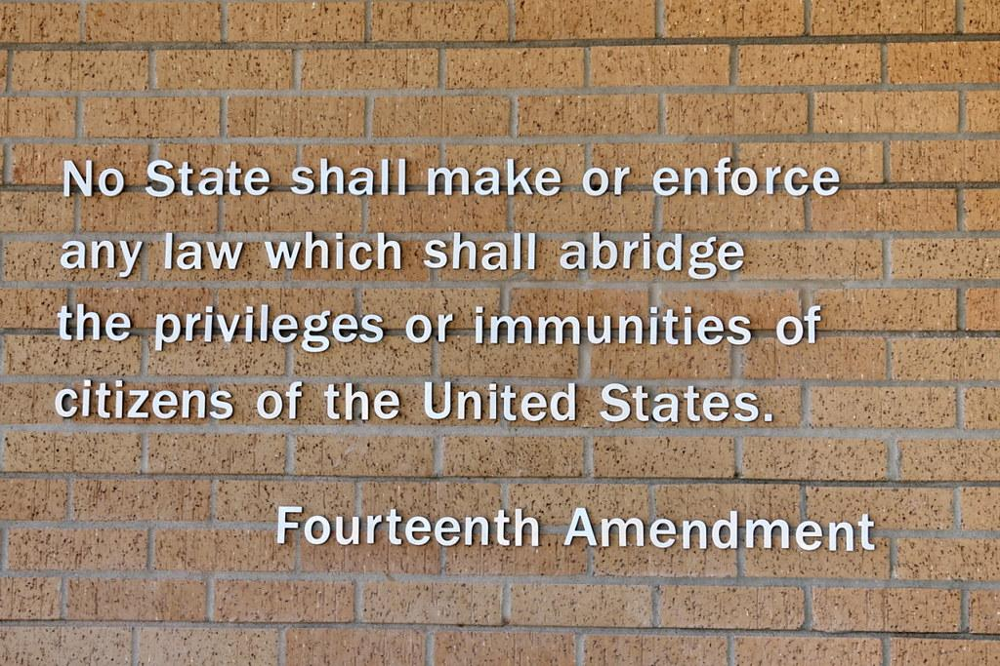 No State shall make or enforce
any law which shall abridge
the privileges or immunities of
citizens of the United States.
Fourteenth Amendment